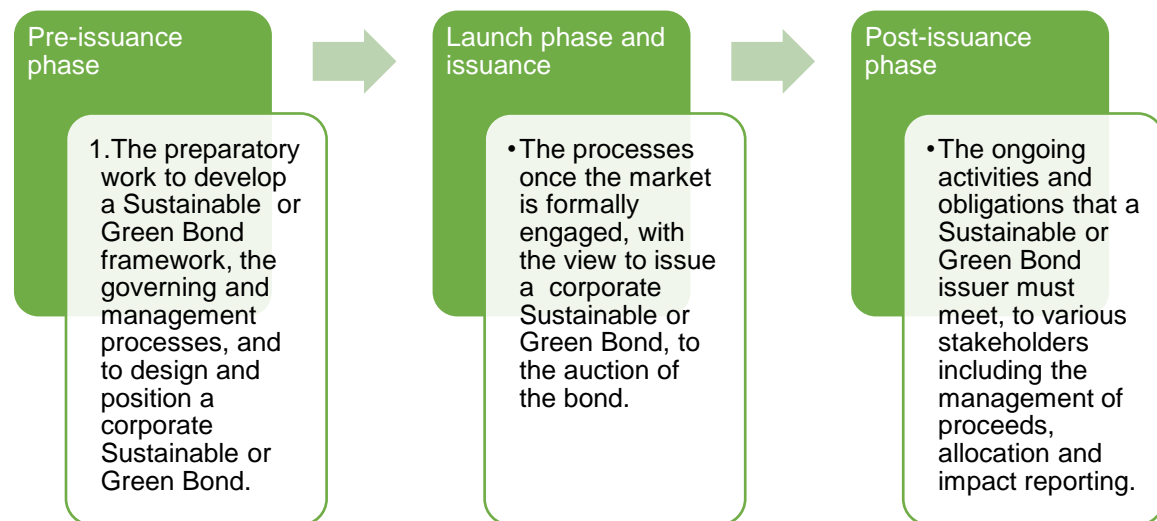 Pre-issuance
phase
1.The preparatory
work to develop
a Sustainable or
Green Bond
framework, the
governing and
management
processes, and
to design and
position a
corporate
Sustainable or
Green Bond.
Launch phase and
issuance
•The processes
once the market
is formally
engaged, with
the view to issue
a corporate
Sustainable or
Green Bond, to
the auction of
the bond.
Post-issuance
phase
•The ongoing
activities and
obligations that a
Sustainable or
Green Bond
issuer must
meet, to various
stakeholders
including the
management of
proceeds,
allocation and
impact reporting.